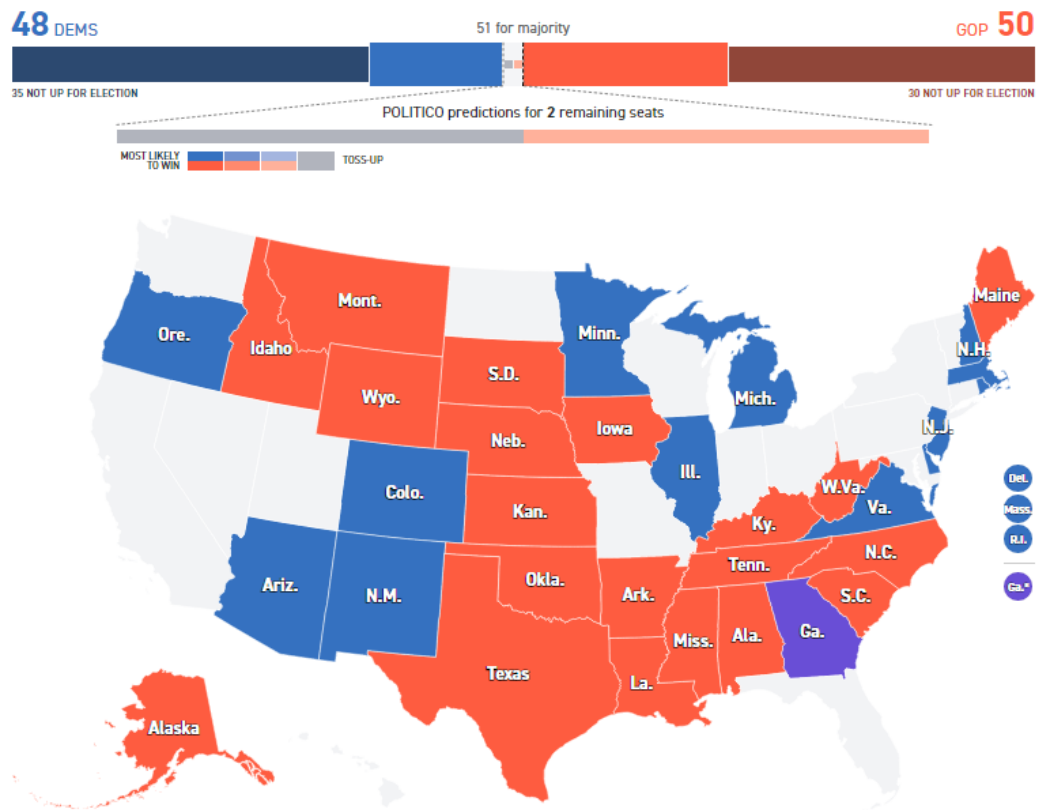 48 DEMS
51 for majority
GOP 50
35 NOT UP FOR ELECTION
30 NOT UP FOR ELECTION
POLITICO predictions for 2 remaining seats
MOST LIKELY
TO WIN
TOSS-UP
Maine
Mont.
Minn.
Ore.
Idaho
N.H.
S.D.
Wyo.
Mich.
Iowa
N.J.
Neb.
Ill.
Del.
Colo.
W.Va.
Va.
Mass.
Kan.
Ky.
R.I.
N.C.
Tenn.
Okla.
Ariz.
N.M.
Ark.
S.C.
Ga.*
Miss.
Ala.
Ga.
Texas
La.
Alaska